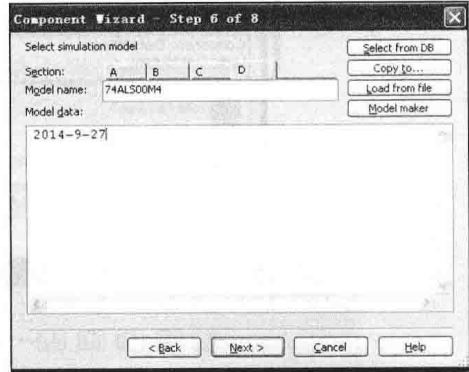 Component Wizard - Step 6 of 8
Select simulation model
Select from DB
Section: A B C D
Copy to...
Model name: 74ALS00M4
Load from file
Model data:
Model maker
2014-9-27
< Back Next > Cancel Help